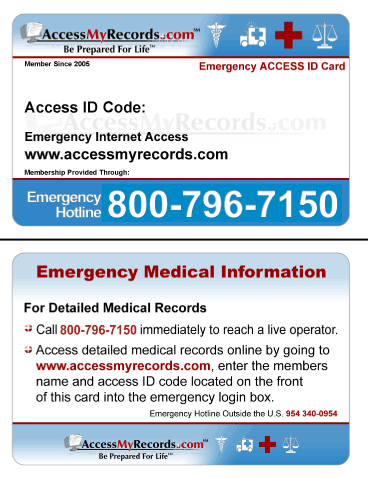 AccessMyRecords.com™
Be Prepared For Life™
Member Since 2005
Emergency ACCESS ID Card
Access ID Code:
AccessMyRecords.com
Emergency Internet Access
www.accessmyrecords.com
Membership Provided Through:
Emergency Hotline 800-796-7150
Emergency Medical Information
For Detailed Medical Records
Call 800-796-7150 immediately to reach a live operator.
Access detailed medical records online by going to
www.accessmyrecords.com, enter the members
name and access ID code located on the front
of this card into the emergency login box.
Emergency Hotline Outside the U.S. 954 340-0954
AccessMyRecords.com™
Be Prepared For Life™